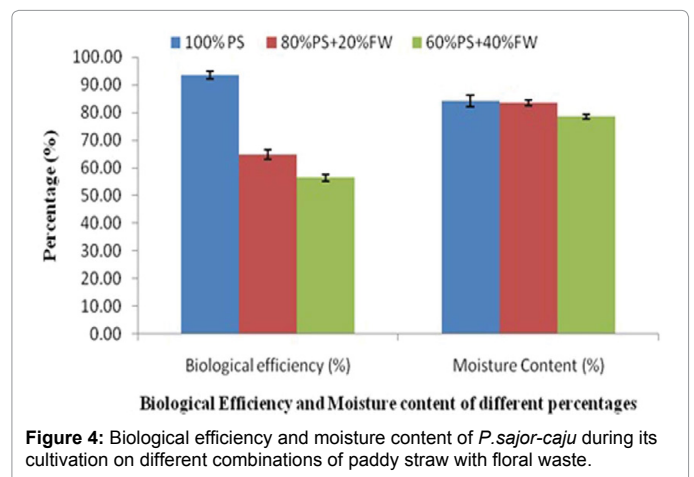 100%PS 80%PS+20%FW 60%PS+40%FW
100.00
90.00
80.00
70.00
60.00
50.00
40.00
30.00
20.00
10.00
0.00
Percentage (%)
Biological efficiency (%) Moisture Content (%)
Biological Efficiency and Moisture content of different percentages
Figure 4: Biological efficiency and moisture content of P.sajor-caju during its
cultivation on different combinations of paddy straw with floral waste.